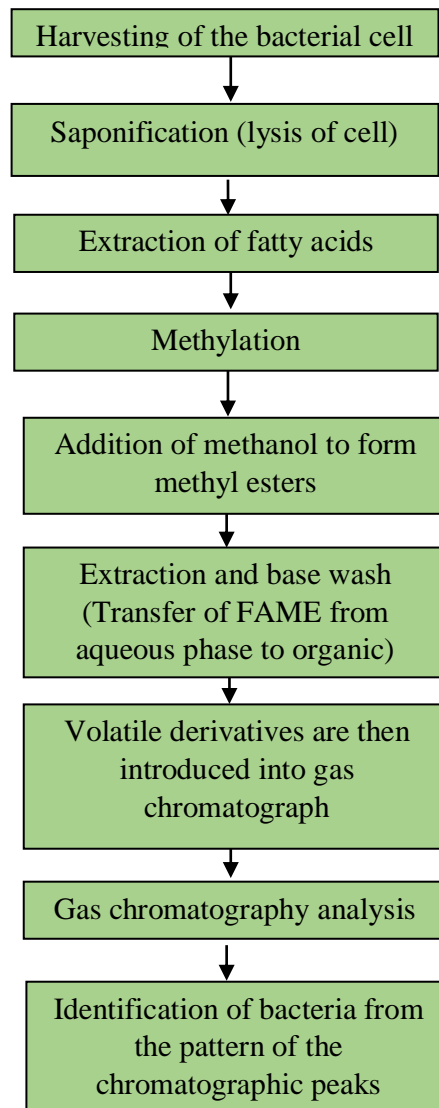 Harvesting of the bacterial cell
Saponification (lysis of cell)
Extraction of fatty acids
Methylation
Addition of methanol to form
methyl esters
Extraction and base wash
(Transfer of FAME from
aqueous phase to organic)
Volatile derivatives are then
introduced into gas
chromatograph
Gas chromatography analysis
Identification of bacteria from
the pattern of the
chromatographic peaks